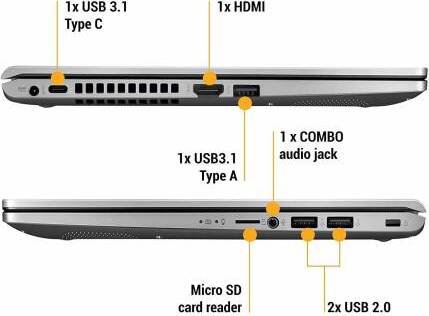 1x USB 3.1
Type C
1x HDMI
1x USB3.1
Type A
1 x COMBO
audio jack
Micro SD
card reader
2x USB 2.0